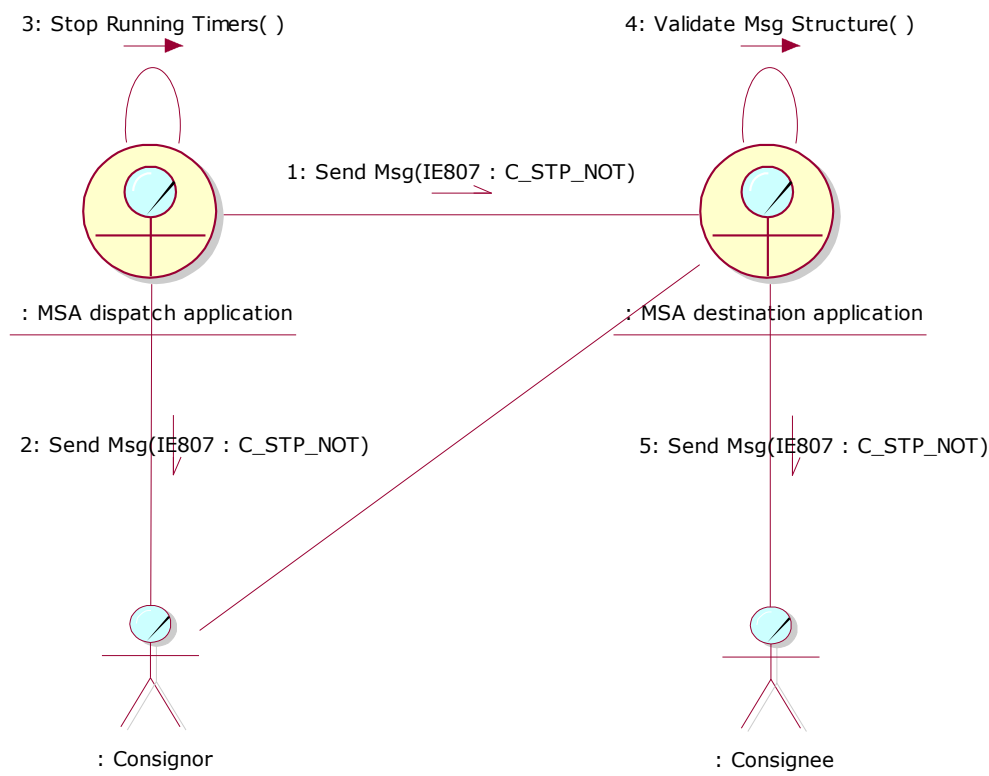 3: Stop Running Timers( )
4: Validate Msg Structure( )
1: Send Msg(IE807 : C_STP_NOT)
: MSA dispatch application
: MSA destination application
2: Send Msg(IE807 : C_STP_NOT)
5: Send Msg(IE807 : C_STP_NOT)
: Consignor
: Consignee